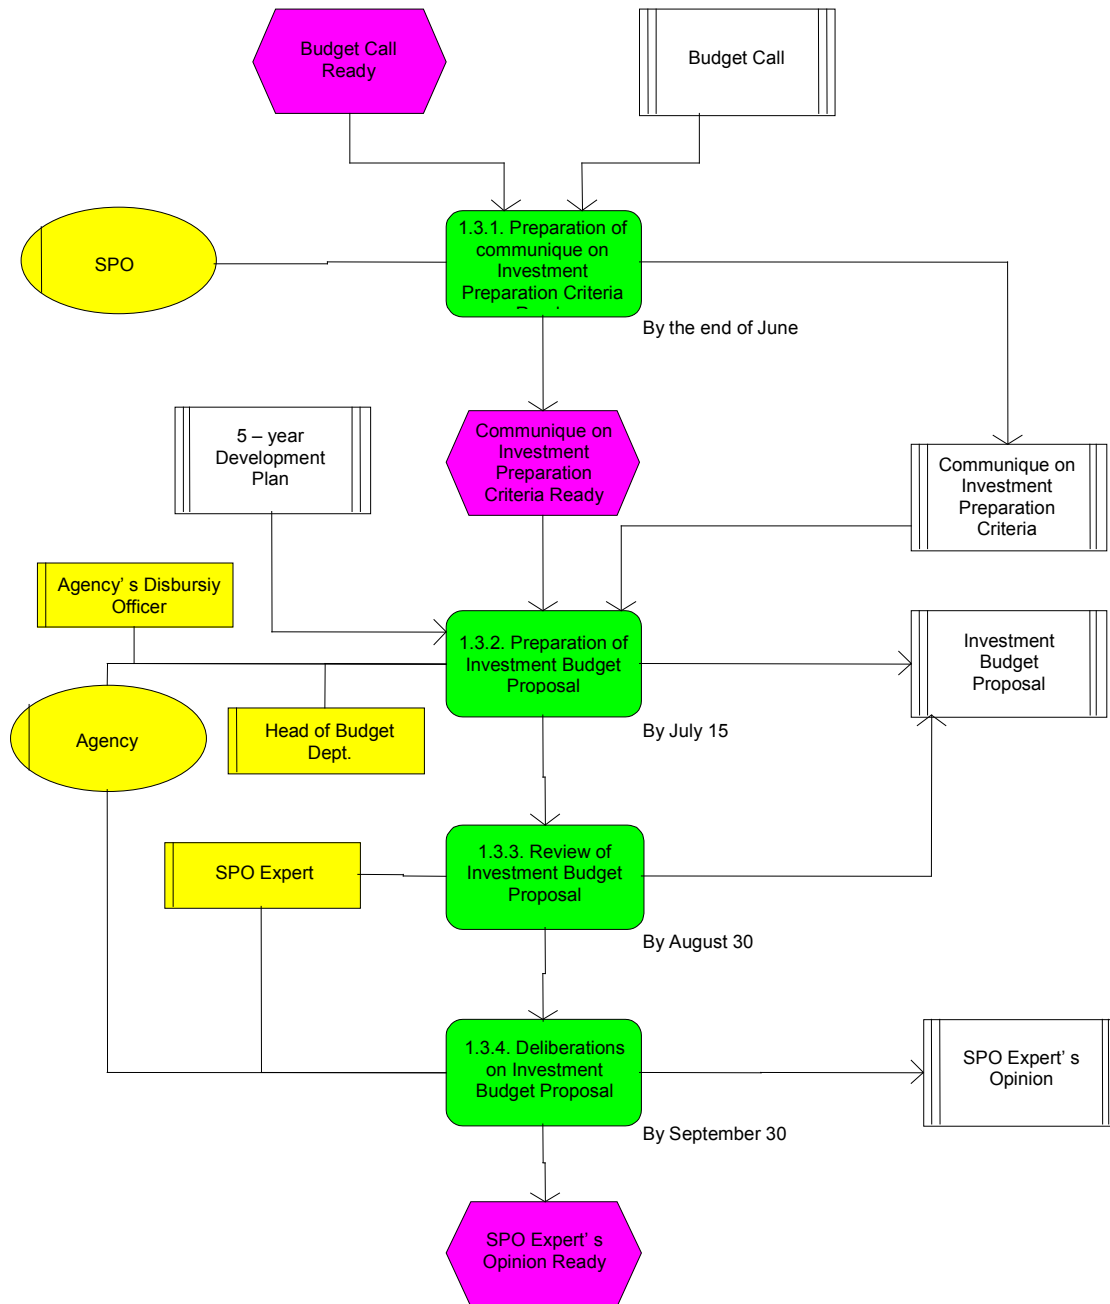 Budget Call
Ready
Budget Call
1.3.1. Preparation of
communique on
Investment
Preparation Criteria
SPO
By the end of June
5 – year
Development
Plan
Communique on
Investment
Preparation
Criteria Ready
Communique on
Investment
Preparation
Criteria
Agency' s Disbursiy
Officer
1.3.2. Preparation of
Investment Budget
Proposal
Investment
Budget
Proposal
Agency
Head of Budget
Dept.
By July 15
1.3.3. Review of
Investment Budget
Proposal
SPO Expert
By August 30
1.3.4. Deliberations
on Investment
Budget Proposal
SPO Expert' s
Opinion
By September 30
SPO Expert' s
Opinion Ready